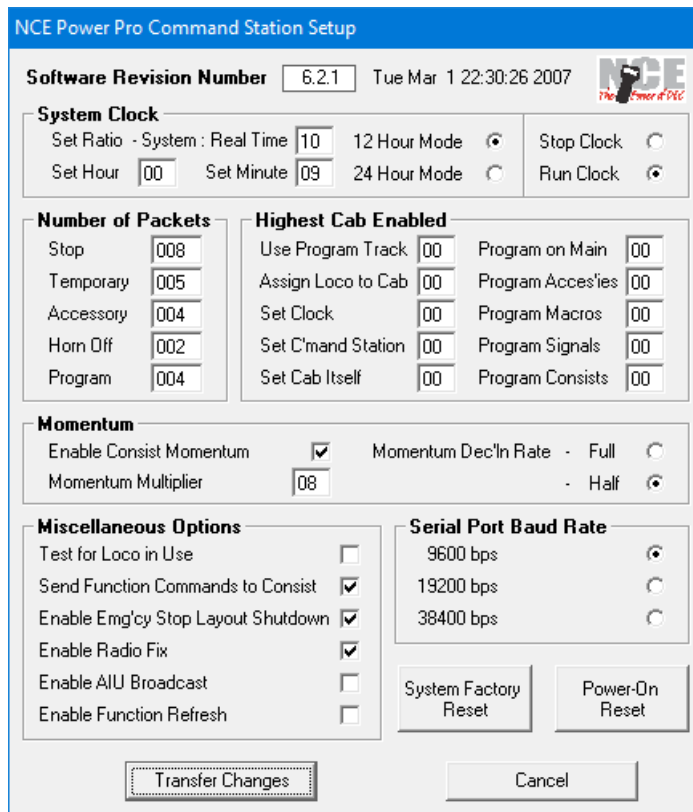 NCE Power Pro Command Station Setup
Software Revision Number 6.2.1 Tue Mar 1 22:30:26 2007 NCE
The Power of DCC
System Clock
Set Ratio - System : Real Time 10 12 Hour Mode Stop Clock
Set Hour 00 Set Minute 09 24 Hour Mode Run Clock
Number of Packets Highest Cab Enabled
Stop 008 Use Program Track 00 Program on Main 00
Temporary 005 Assign Loco to Cab 00 Program Acces'ies 00
Accessory 004 Set Clock 00 Program Macros 00
Horn Off 002 Set C'mand Station 00 Program Signals 00
Program 004 Set Cab Itself 00 Program Consists 00
Momentum
Enable Consist Momentum Momentum Dec'ln Rate - Full
Momentum Multiplier 08 - Half
Miscellaneous Options Serial Port Baud Rate
Test for Loco in Use 9600 bps
Send Function Commands to Consist 19200 bps
Enable Emg'cy Stop Layout Shutdown 38400 bps
Enable Radio Fix
Enable AIU Broadcast System Factory Reset Power-On Reset
Enable Function Refresh
Transfer Changes Cancel